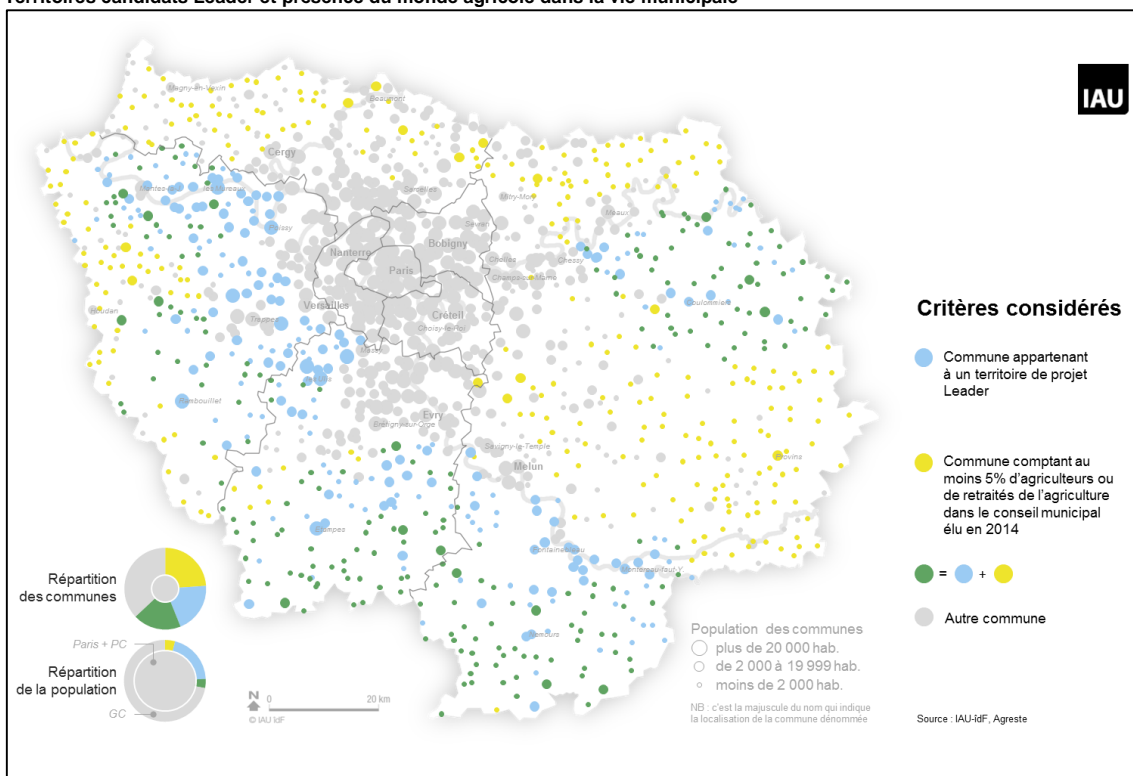 Territoires candidats Leader et présence du monde agricole dans la vie municipale
IAU
Magny-en-Vexin
Beaumont
Cergy
Mantes-la-J.
les Mureaux
Sarcelles
Mitry-Mory
Meaux
Poissy
Sevran
Nanterre
Bobigny
Paris
Chelles
Chessy
Champs-sur-Marne
Coulommiers
Houdan
Trappes
Versailles
Créteil
Choisy-le-Roi
Massy
les Ulis
Rambouillet
Evry
Brétigny-sur-Orge
Savigny-le-Temple
Melun
Provins
Etampes
Fontainebleau
Montereau-faut-Y.
Nemours
Critères considérés
Commune appartenant
à un territoire de projet
Leader
Commune comptant au
moins 5% d’agriculteurs ou
de retraités de l’agriculture
dans le conseil municipal
élu en 2014
= +
Autre commune
Répartition
des communes
Paris + PC
Répartition
de la population
GC
N
0 20 km
© IAU îdF
Population des communes
plus de 20 000 hab.
de 2 000 à 19 999 hab.
moins de 2 000 hab.
NB : c’est la majuscule du nom qui indique
la localisation de la commune dénommée
Source : IAU-îdF, Agreste